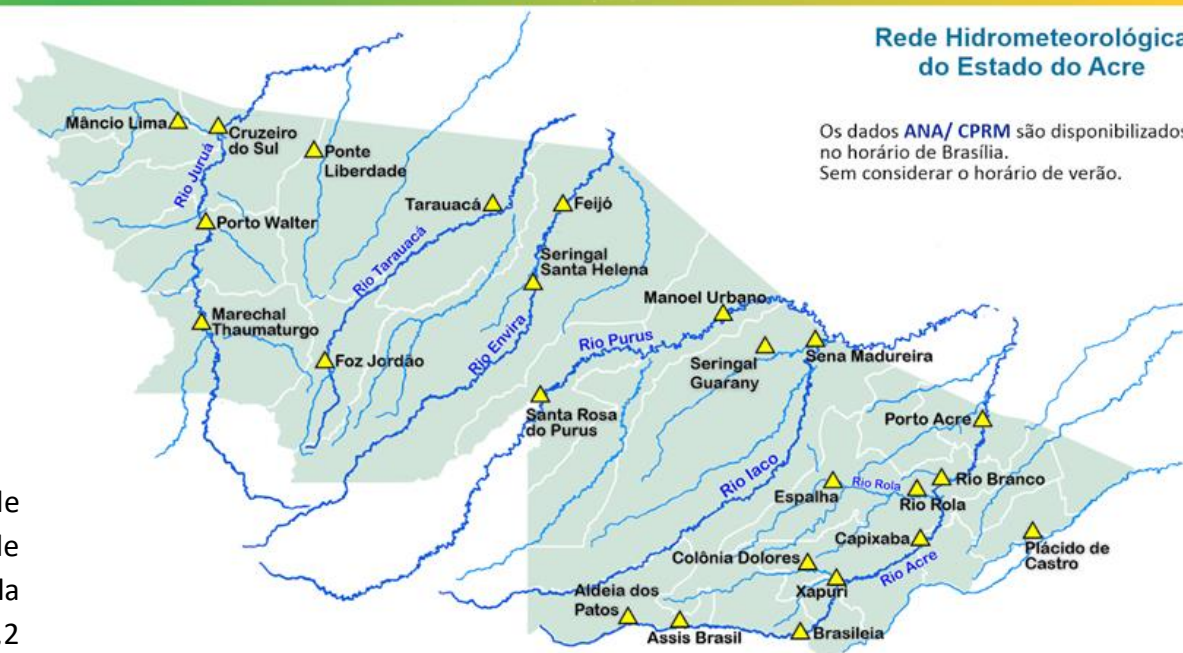 Rede Hidrometeorológica
do Estado do Acre
Os dados ANA/ CPRM são disponibilizados
no horário de Brasília.
Sem considerar o horário de verão.
Mâncio Lima
Cruzeiro
do Sul
Ponte
Liberdade
Rio Juruá
Porto Walter
Tarauacá
Feijó
Rio Tarauacá
Seringal
Santa Helena
Marechal
Thaumaturgo
Foz Jordão
Rio Envira
Manoel Urbano
Rio Purus
Seringal
Guarany
Sena Madureira
Santa Rosa
do Purus
Porto Acre
Rio Iaco
Espalha
Rio Rola
Rio Rola
Rio Branco
Capixaba
Plácido de
Castro
Colônia Dolores
Rio Acre
Xapuri
Aldeia dos
Patos
Assis Brasil
Brasileia
de